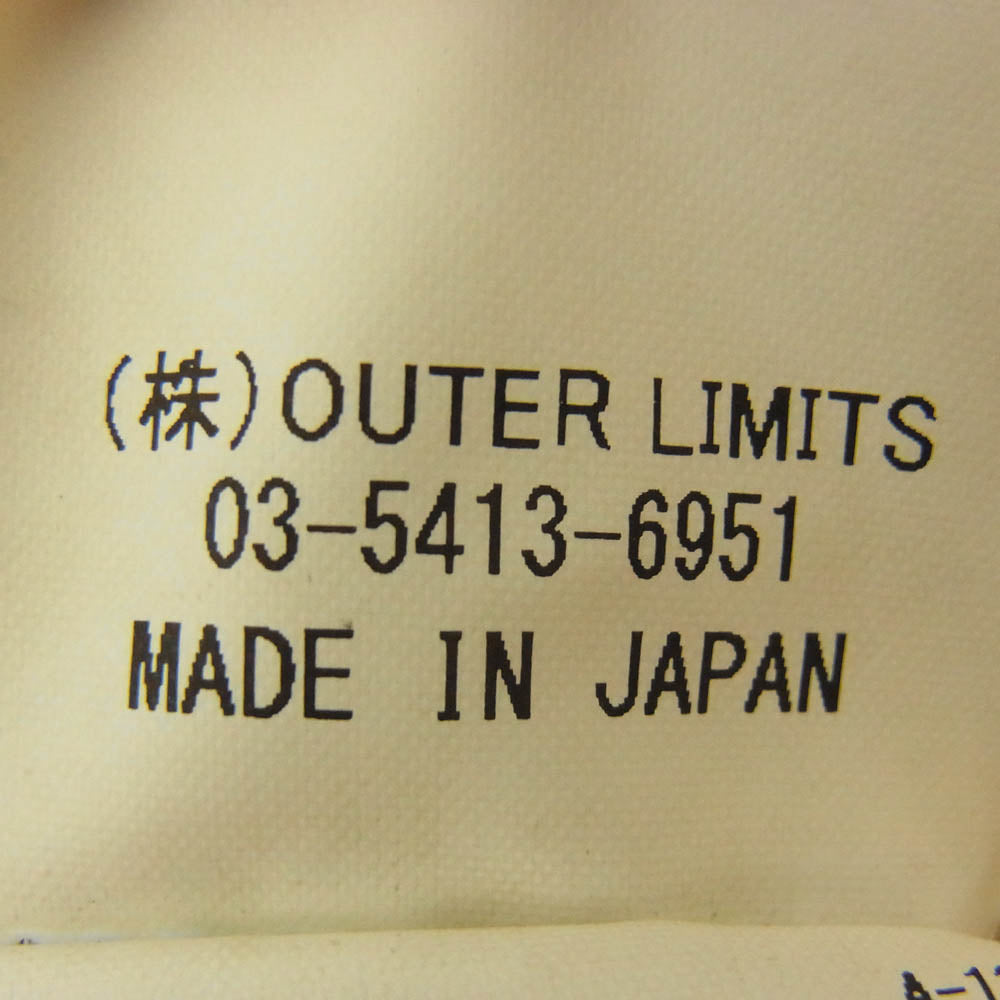 (株)OUTER LIMITS
03-5413-6951
MADE IN JAPAN